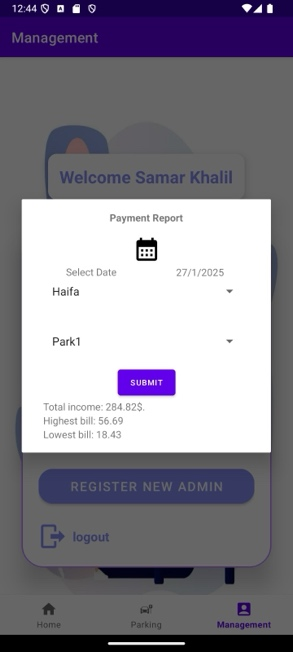 12:44
Management
Welcome Samar Khalil
Payment Report
Select Date 27/1/2025
Haifa
Park1
SUBMIT
Total income: 284.82$.
Highest bill: 56.69
Lowest bill: 18.43
REGISTER NEW ADMIN
logout
Home Parking Management